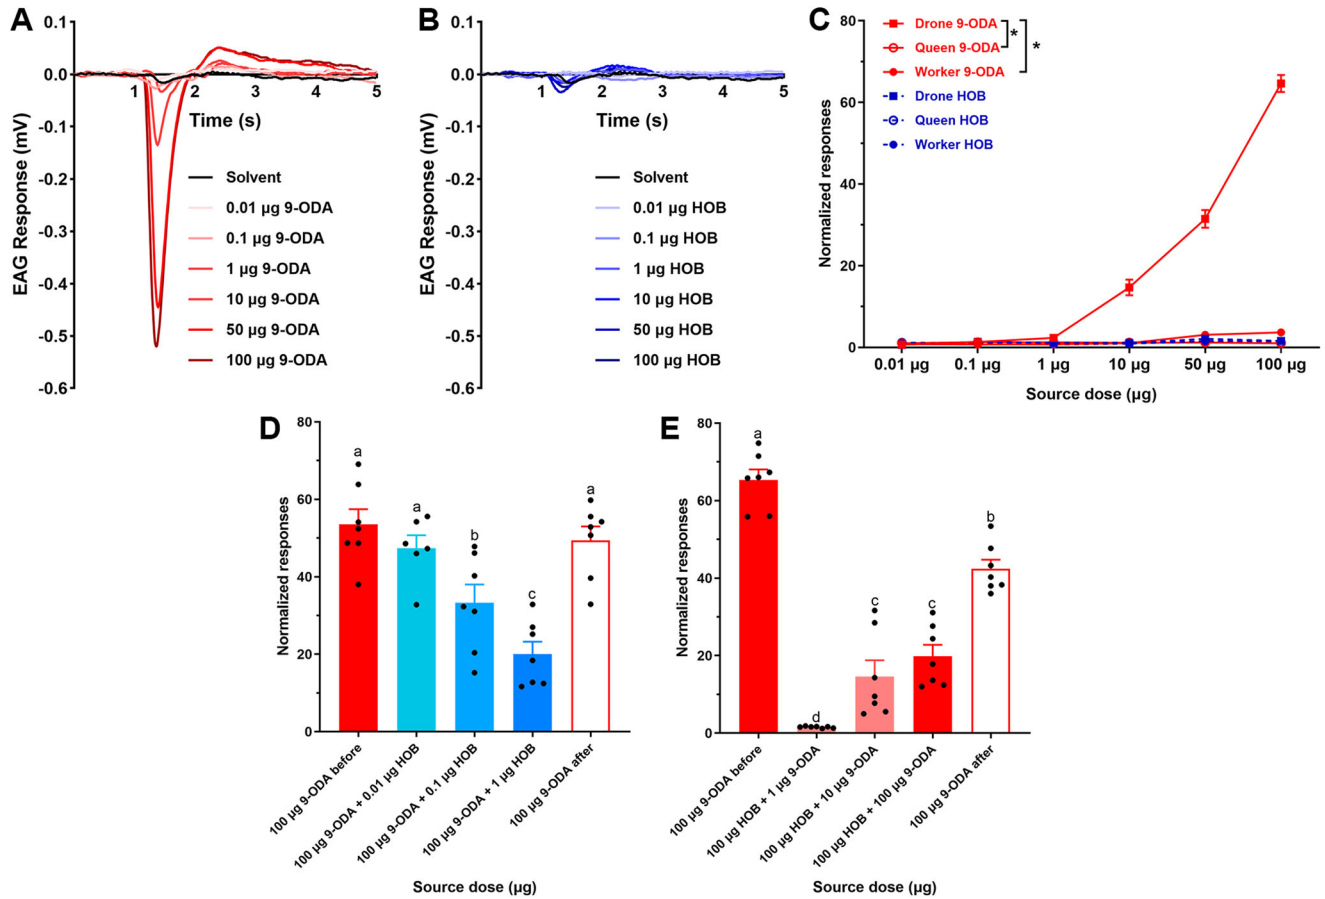 A
0.1
0.0
-0.1
-0.2
-0.3
-0.4
-0.5
-0.6
EAG Response (mV)
1 2 3 4 5
Time (s)
Solvent
0.01 µg 9-ODA
0.1 µg 9-ODA
1 µg 9-ODA
10 µg 9-ODA
50 µg 9-ODA
100 µg 9-ODA
B
0.1
0.0
-0.1
-0.2
-0.3
-0.4
-0.5
-0.6
EAG Response (mV)
1 2 3 4 5
Time (s)
Solvent
0.01 µg HOB
0.1 µg HOB
1 µg HOB
10 µg HOB
50 µg HOB
100 µg HOB
C
80
60
40
20
0
Normalized responses
Drone 9-ODA
Queen 9-ODA
Worker 9-ODA
Drone HOB
Queen HOB
Worker HOB
*
*
0.01 µg 0.1 µg 1 µg 10 µg 50 µg 100 µg
Source dose (µg)
D
80
60
40
20
0
Normalized responses
a
a
b
c
a
100 µg 9-ODA before
100 µg 9-ODA + 0.01 µg HOB
100 µg 9-ODA + 0.1 µg HOB
100 µg 9-ODA + 1 µg HOB
100 µg 9-ODA after
Source dose (µg)
E
80
60
40
20
0
Normalized responses
a
d
c
c
b
100 µg 9-ODA before
100 µg HOB + 1 µg 9-ODA
100 µg HOB + 10 µg 9-ODA
100 µg HOB + 100 µg 9-ODA
100 µg 9-ODA after
Source dose (µg)